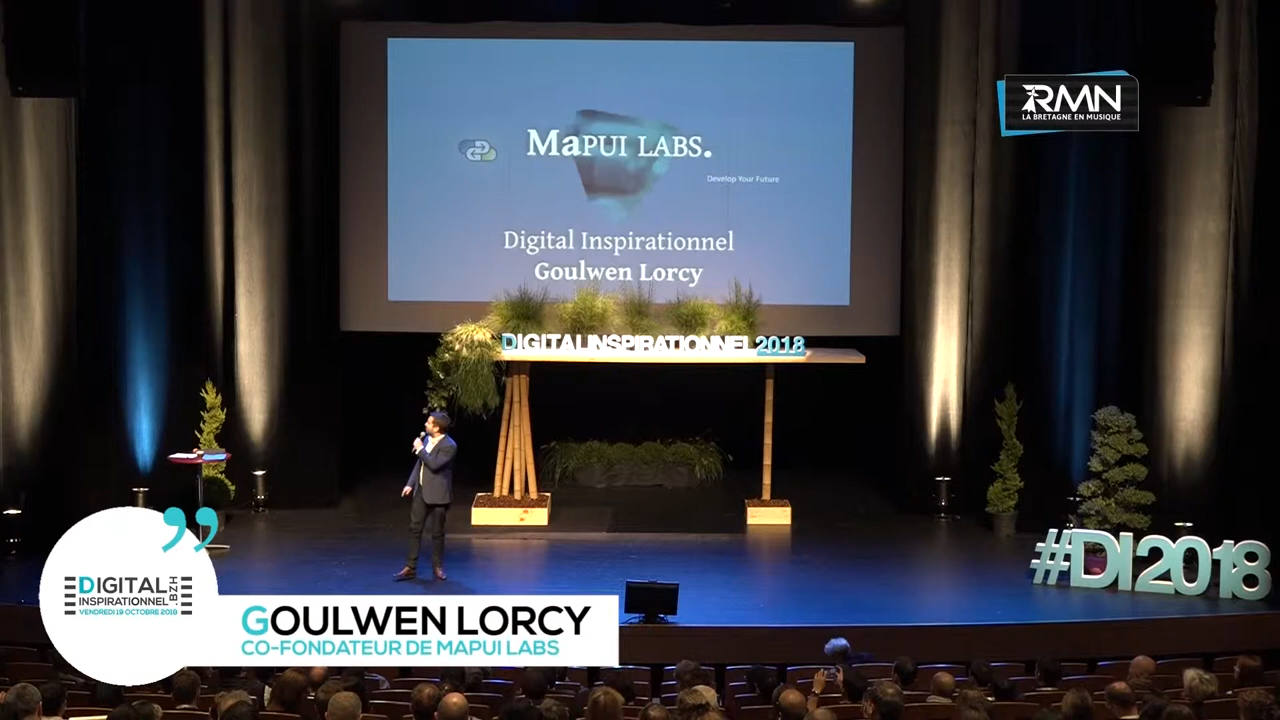 MaPUI LABS.
Develop Your Future
Digital Inspirationnel
Goulwen Lorcy
RMN
LA BRETAGNE EN MUSIQUE
DIGITALINSPIRATIONNEL2018
#DI2018
DIGITAL
INSPIRATIONNEL
.BZH
VENDREDI 19 OCTOBRE 2018
GOULWEN LORCY
CO-FONDATEUR DE MAPUI LABS